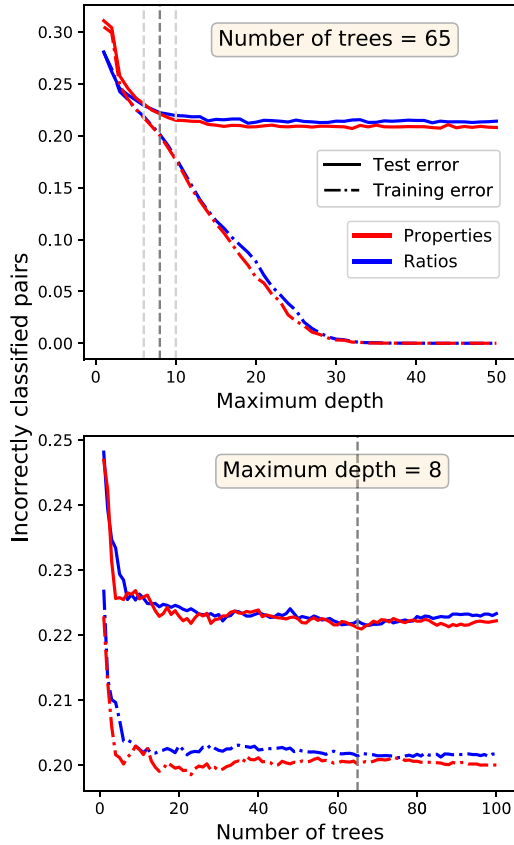 Incorrectly classified pairs
Number of trees = 65
0.30
0.25
0.20
0.15
0.10
0.05
0.00
Test error
Training error
Properties
Ratios
0 10 20 30 40 50
Maximum depth
Maximum depth = 8
0.25
0.24
0.23
0.22
0.21
0.20
0 20 40 60 80 100
Number of trees